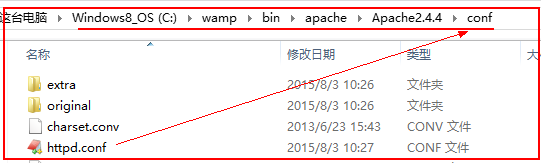 这台电脑 ▸ Windows8_OS (C:) ▸ wamp ▸ bin ▸ apache ▸ Apache2.4.4 ▸ conf
名称 修改日期 类型 大
extra 2015/8/3 10:26 文件夹
original 2015/8/3 10:26 文件夹
charset.conv 2013/6/23 15:43 CONV 文件
httpd.conf 2015/8/3 10:27 CONF 文件